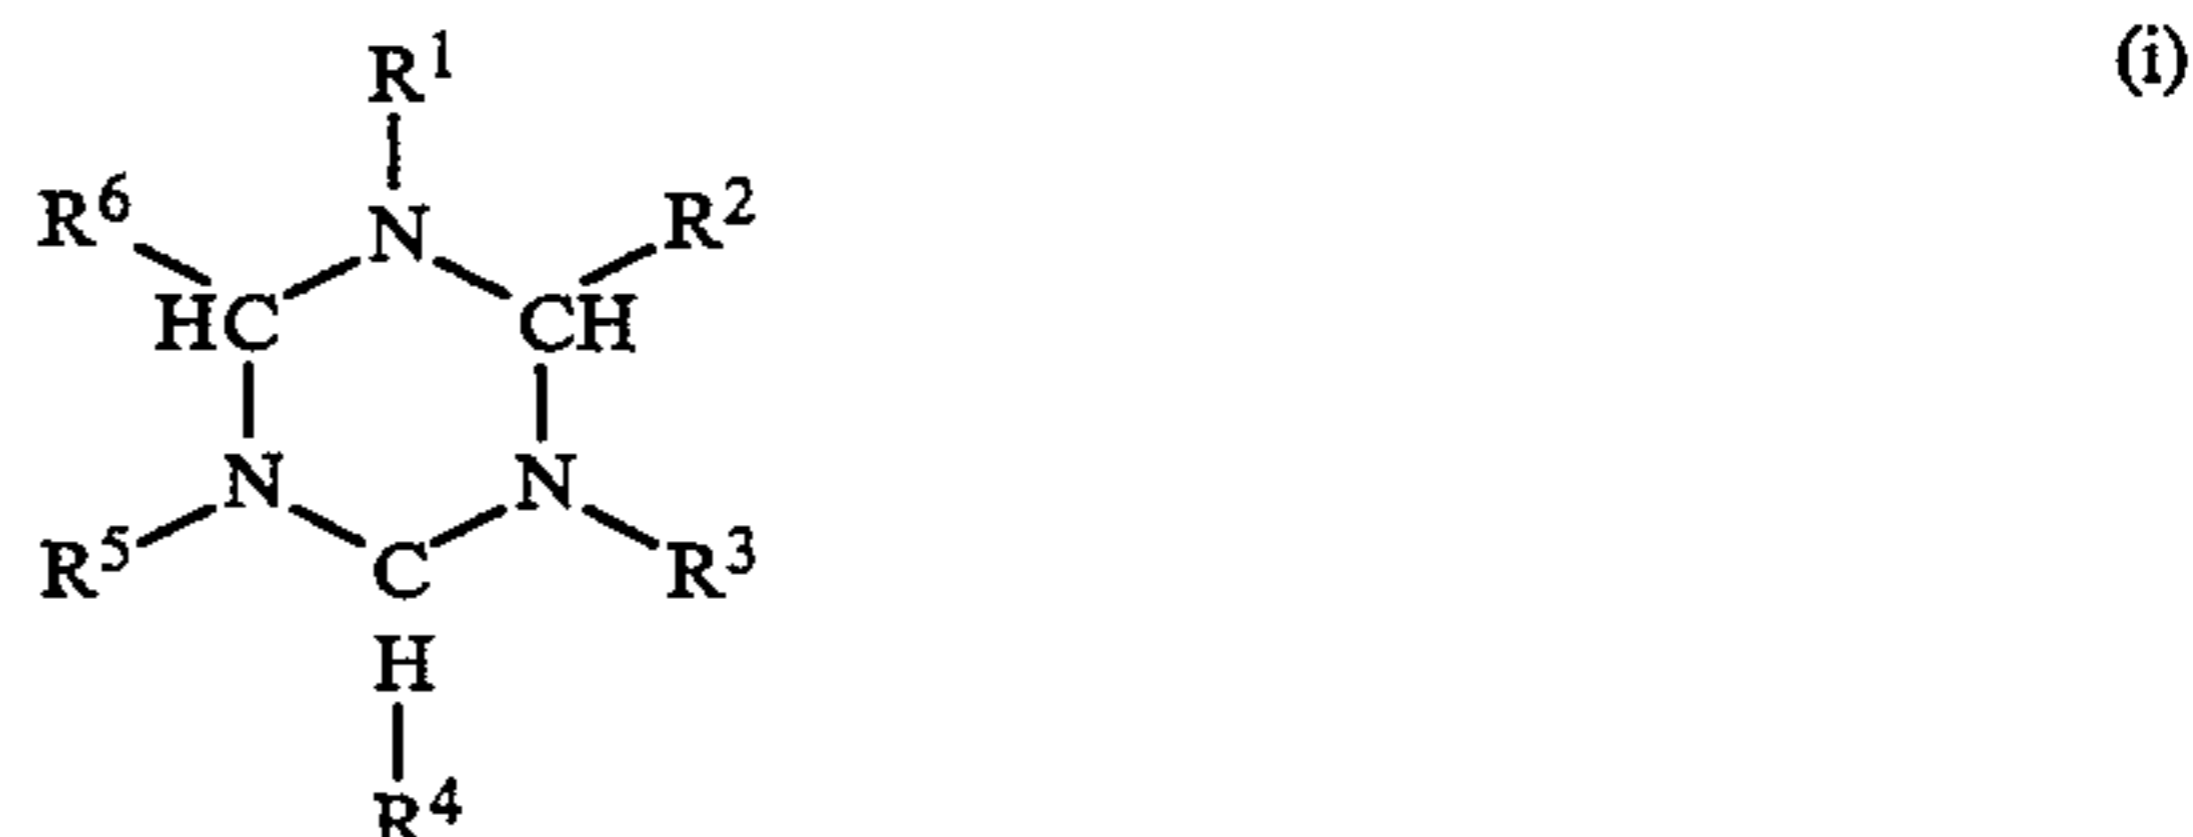 R¹ (i)
R⁶ N R²
HC CH
N N
R⁵ C R³
H
R⁴